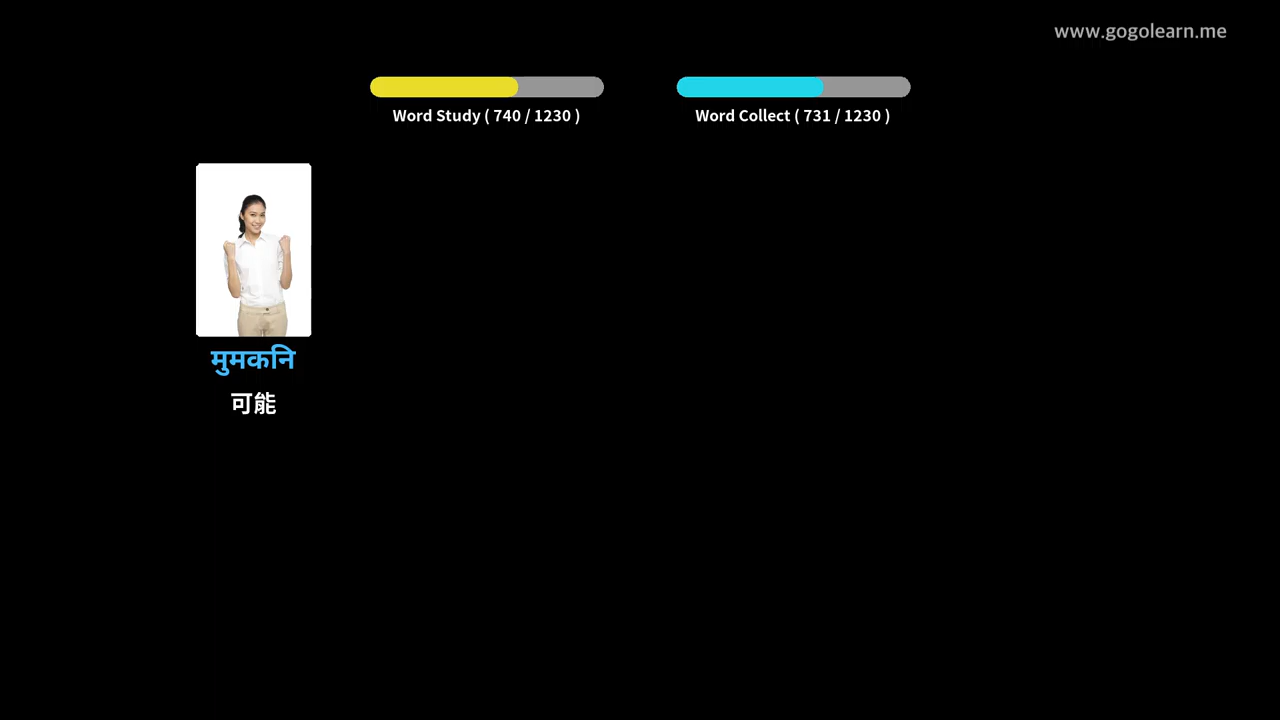 www.gogolearn.me
Word Study ( 740 / 1230 )
Word Collect ( 731 / 1230 )
मुमकनि
可能